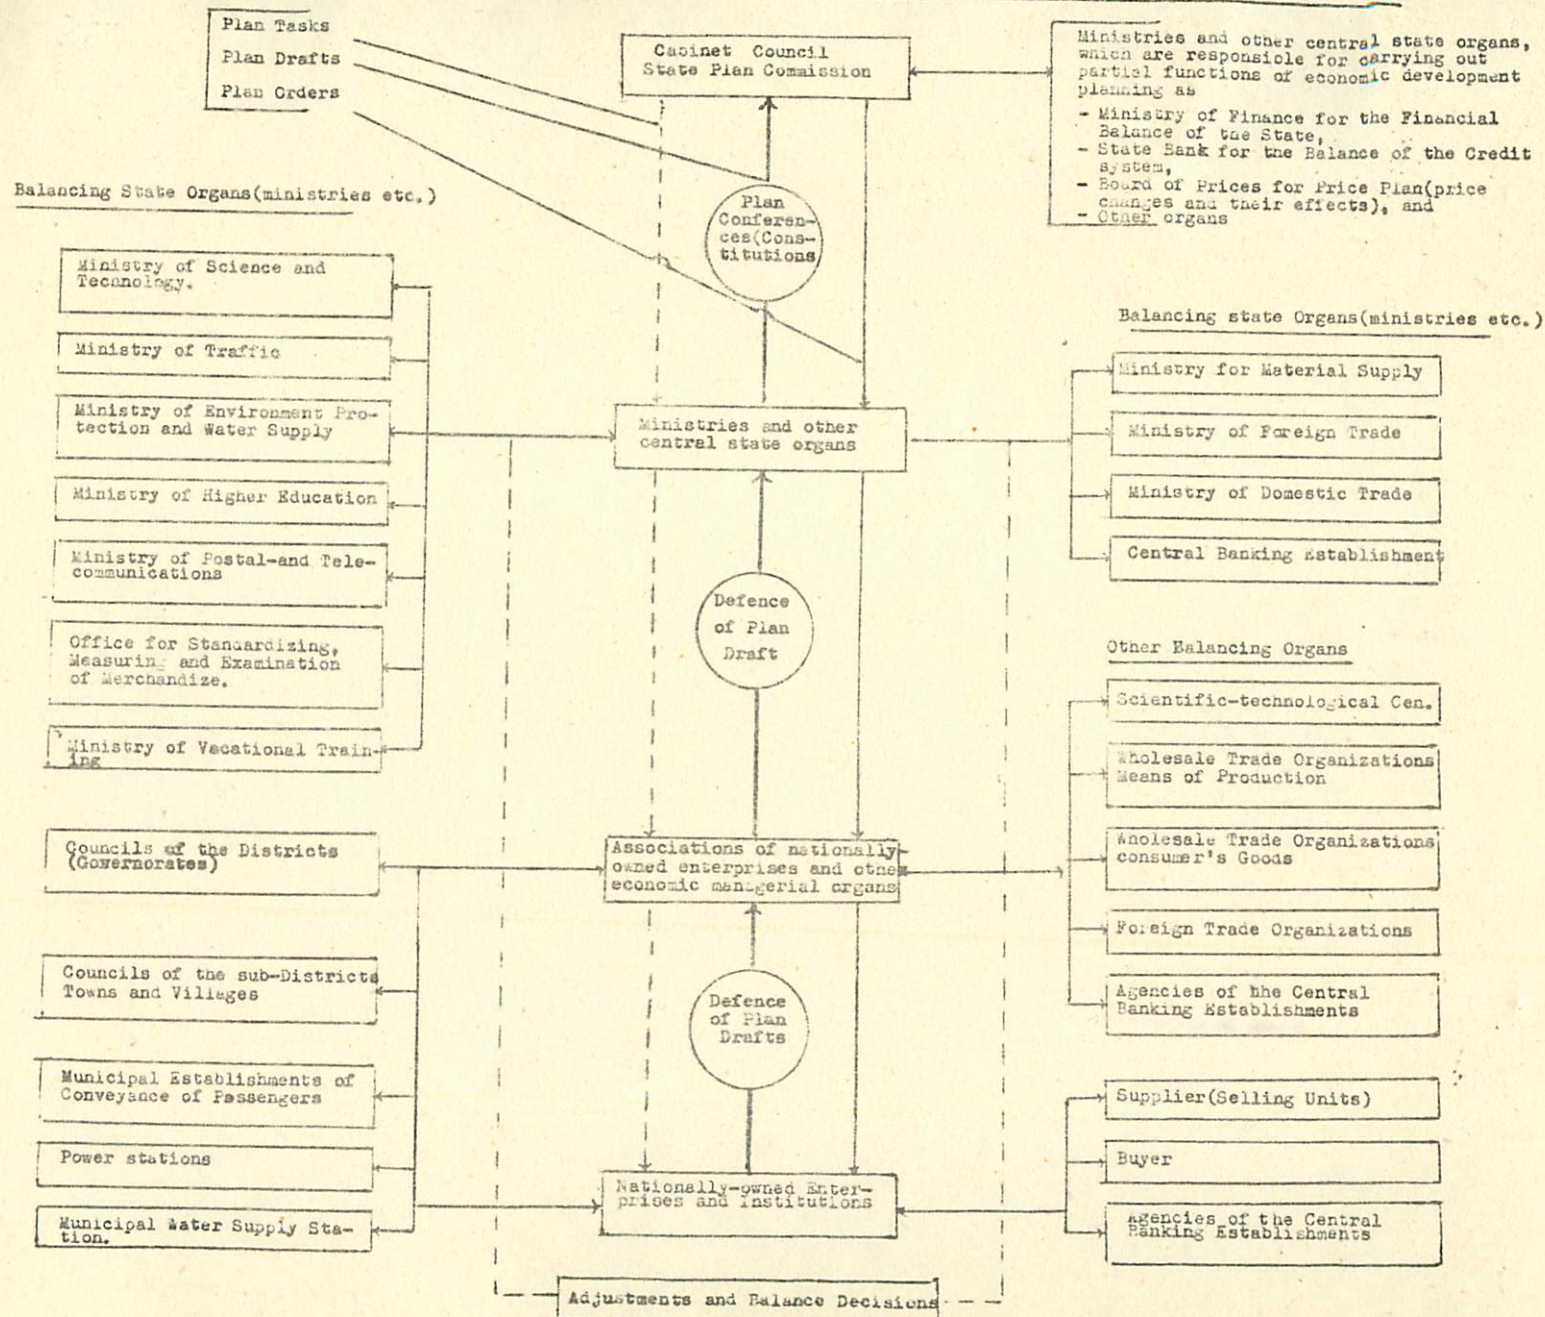 Plan Tasks
Plan Drafts
Plan Orders
Cabinet Council
State Plan Commission
Ministries and other central state organs,
which are responsible for carrying out
partial functions of economic development
planning as
- Ministry of Finance for the Financial
Balance of the State,
- State Bank for the Balance of the Credit
system,
- Board of Prices for Price Plan(price
changes and their effects), and
- Other organs
Balancing State Organs(ministries etc.)
Plan
Conferen-
ces(Cons-
titutions
Ministry of Science and
Technology.
Ministry of Traffic
Ministry of Environment Pro-
tection and Water Supply
Ministry of Higher Education
Ministry of Postal-and Tele-
communications
Office for Standardizing,
Measuring and Examination
of Merchandize.
Ministry of Vacational Train-
ing
Balancing state Organs(ministries etc.)
Ministry for Material Supply
Ministry of Foreign Trade
Ministry of Domestic Trade
Central Banking Establishment
Ministries and other
central state organs
Defence
of Plan
Draft
Other Balancing Organs
Scientific-technological Cen.
Wholesale Trade Organizations
Means of Production
Wholesale Trade Organizations
consumer's Goods
Foreign Trade Organizations
Agencies of the Central
Banking Establishments
Councils of the Districts
(Governorates)
Associations of nationally-
owned enterprises and othe
economic managerial organs
Councils of the sub-Districts
Towns and Villages
Municipal Establishments of
Conveyance of Passengers
Power stations
Municipal Water Supply Sta-
tion.
Defence
of Plan
Drafts
Nationally-owned Enter-
prises and Institutions
Supplier(Selling Units)
Buyer
Agencies of the Central
Banking Establishments
Adjustments and Balance Decisions